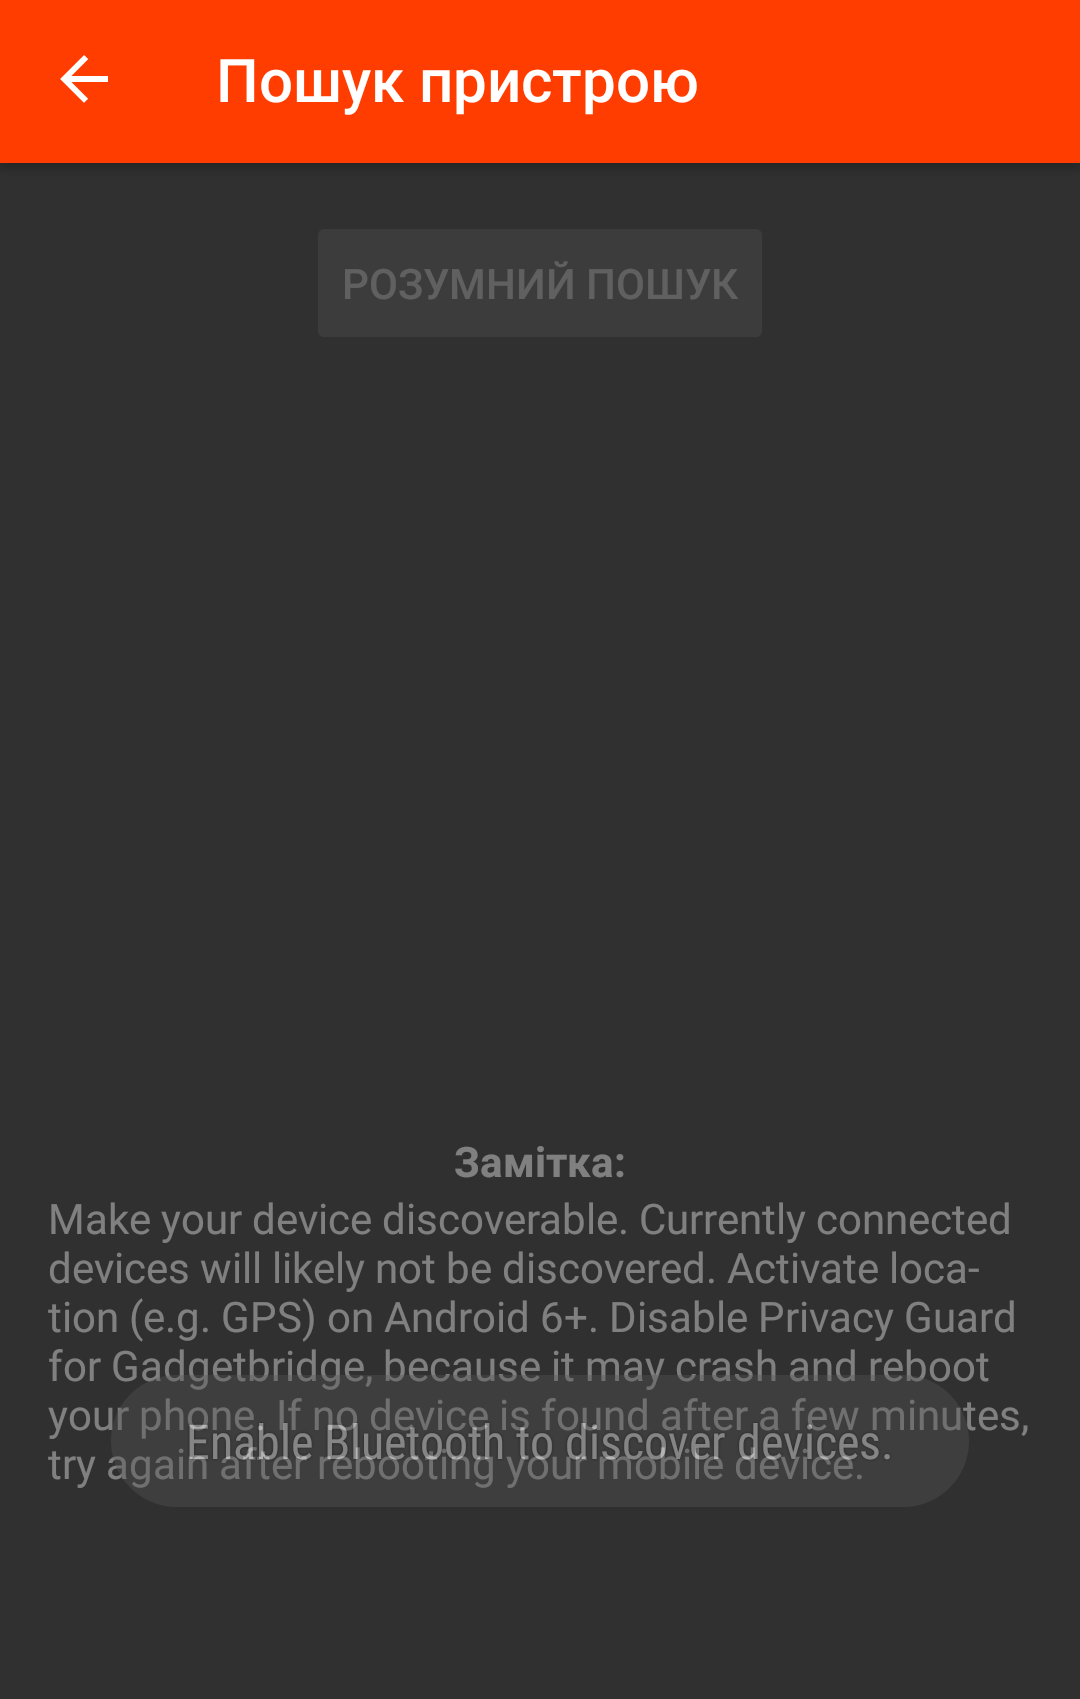 Пошук пристрою
РОЗУМНИЙ ПОШУК
Замітка:
Make your device discoverable. Currently connected
devices will likely not be discovered. Activate loca-
tion (e.g. GPS) on Android 6+. Disable Privacy Guard
for Gadgetbridge, because it may crash and reboot
your phone. If no device is found after a few minutes,
try again after rebooting your mobile device.
Enable Bluetooth to discover devices.